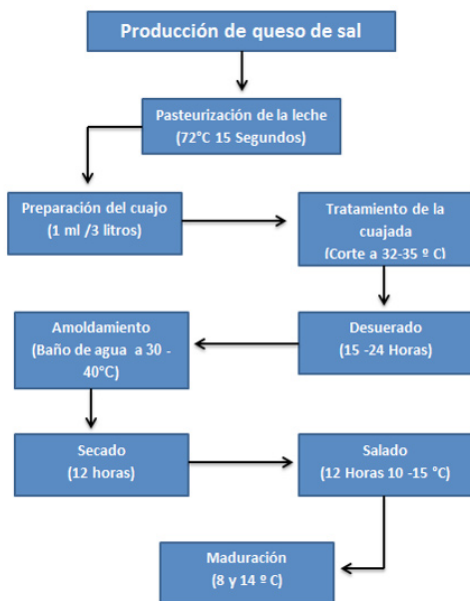 Producción de queso de sal
Pasteurización de la leche
(72°C 15 Segundos)
Preparación del cuajo
(1 ml /3 litros)
Tratamiento de la
cuajada
(Corte a 32-35 º C)
Desuerado
(15 -24 Horas)
Amoldamiento
(Baño de agua  a 30 -
40°C)
Secado
(12 horas)
Salado
(12 Horas 10 -15 °C)
Maduración
(8 y 14 º C)